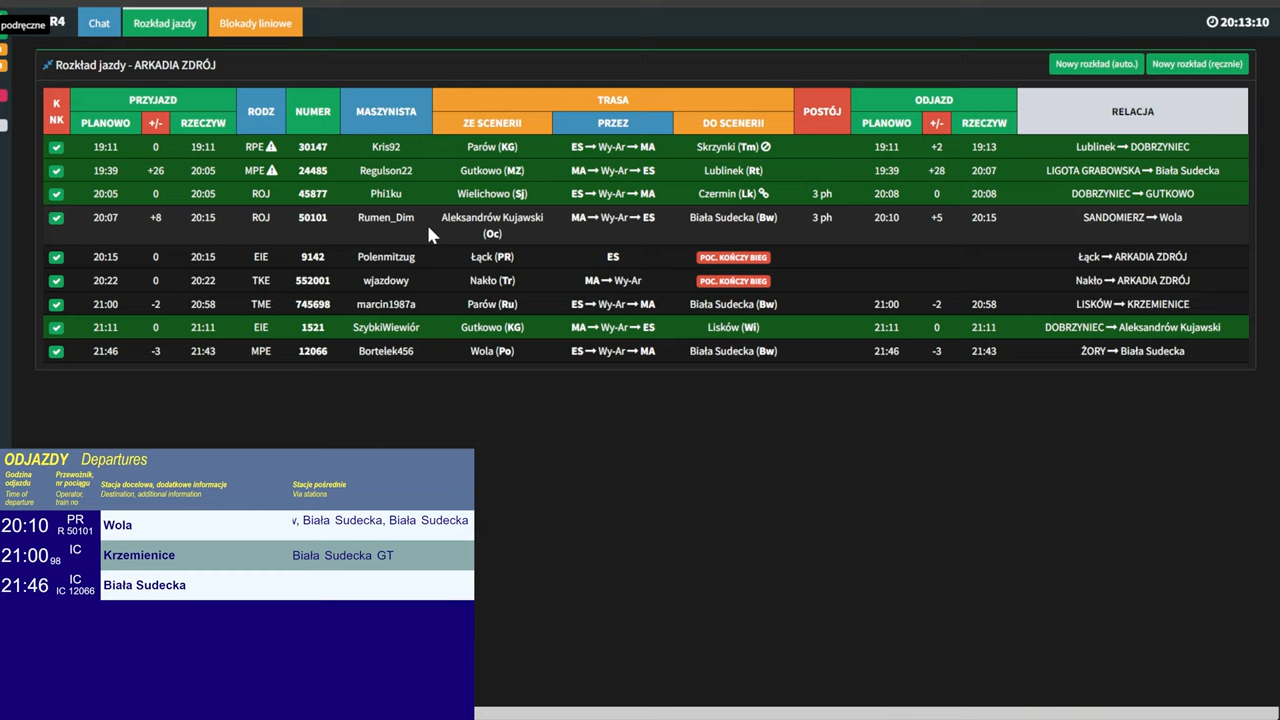 podręczne
R4
Chat
Rozkład jazdy
Blokady liniowe
20:13:10
Rozkład jazdy - ARKADIA ZDRÓJ
Nowy rozkład (auto.)
Nowy rozkład (ręcznie)
K NK PRZYJAZD RODZ NUMER MASZYNISTA TRASA POSTÓJ ODJAZD RELACJA
PLANOWO +/- RZECZYW ZE SCENERII PRZEZ DO SCENERII PLANOWO +/- RZECZYW
19:11 0 19:11 RPE 30147 Kris92 Parów (KG) ES → Wy-Ar → MA Skrzynki (Tm) 19:11 +2 19:13 Lublinek → DOBRZYNIEC
19:39 +26 20:05 MPE 24485 Regulson22 Gutkowo (MZ) MA → Wy-Ar → ES Lublinek (Rt) 19:39 +28 20:07 LIGOTA GRABOWSKA → Biała Sudecka
20:05 0 20:05 ROJ 45877 Phi1ku Wielichowo (Sj) ES → Wy-Ar → MA Czermin (Lk) 3 ph 20:08 0 20:08 DOBRZYNIEC → GUTKOWO
20:07 +8 20:15 ROJ 50101 Rumen_Dim Aleksandrów Kujawski (Oc) MA → Wy-Ar → ES Biała Sudecka (Bw) 3 ph 20:10 +5 20:15 SANDOMIERZ → Wola
20:15 0 20:15 EIE 9142 Polenmitzug Łąck (PR) ES POC. KOŃCZY BIEG Łąck → ARKADIA ZDRÓJ
20:22 0 20:22 TKE 552001 wjazdowy Nakło (Tr) MA → Wy-Ar POC. KOŃCZY BIEG Nakło → ARKADIA ZDRÓJ
21:00 -2 20:58 TME 745698 marcin1987a Parów (Ru) ES → Wy-Ar → MA Biała Sudecka (Bw) 21:00 -2 20:58 LISKÓW → KRZEMIENICE
21:11 0 21:11 EIE 1521 SzybkiWiewiór Gutkowo (KG) MA → Wy-Ar → ES Lisków (Wi) 21:11 0 21:11 DOBRZYNIEC → Aleksandrów Kujawski
21:46 -3 21:43 MPE 12066 Bortelek456 Wola (Po) ES → Wy-Ar → MA Biała Sudecka (Bw) 21:46 -3 21:43 ŻORY → Biała Sudecka
ODJAZDY Departures
Godzina odjazdu Przewoźnik, nr pociągu Stacja docelowa, dodatkowe informacje Stacje pośrednie
Time of departure Operator, train no Destination, additional information Via stations
20:10 PR R 50101 Wola , Biała Sudecka, Biała Sudecka
21:00 98 IC Krzemienice Biała Sudecka GT
21:46 IC IC 12066 Biała Sudecka